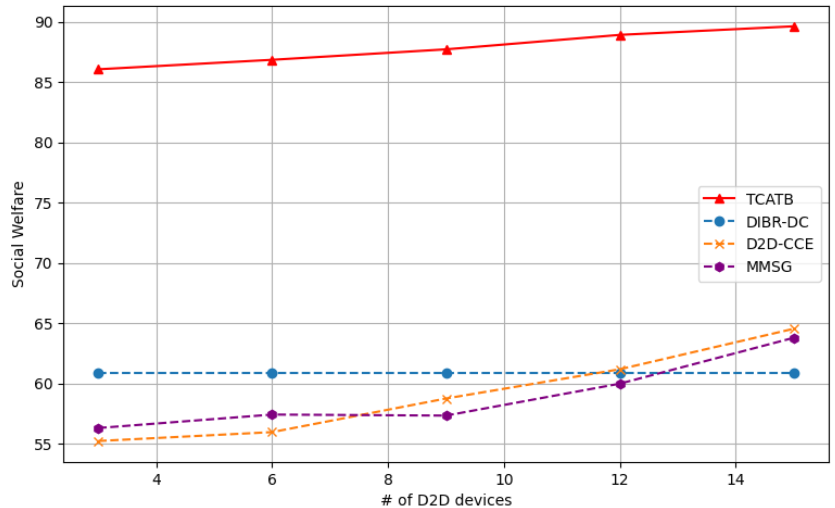 90
85
80
75
70
65
60
55
Social Welfare
TCATB
DIBR-DC
D2D-CCE
MMSG
4
6
8
10
12
14
# of D2D devices